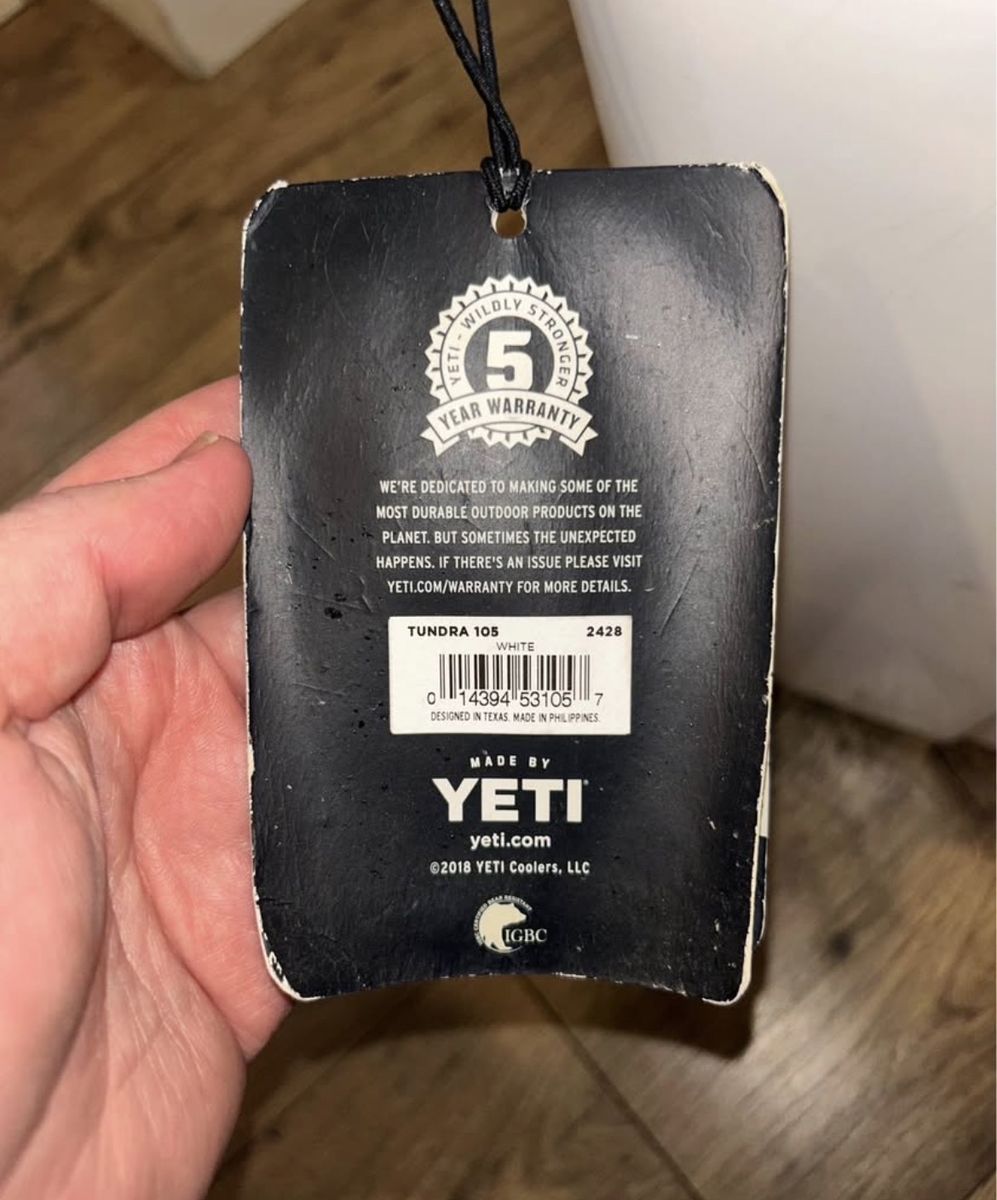 YETI - WILDLY STRONGER
5
YEAR WARRANTY
WE'RE DEDICATED TO MAKING SOME OF THE
MOST DURABLE OUTDOOR PRODUCTS ON THE
PLANET. BUT SOMETIMES THE UNEXPECTED
HAPPENS. IF THERE'S AN ISSUE PLEASE VISIT
YETI.COM/WARRANTY FOR MORE DETAILS.
TUNDRA 105 2428
WHITE
0 14394 53105 7
DESIGNED IN TEXAS. MADE IN PHILIPPINES.
MADE BY
YETI
yeti.com
©2018 YETI Coolers, LLC
CERTIFIED BEAR RESISTANT
IGBC